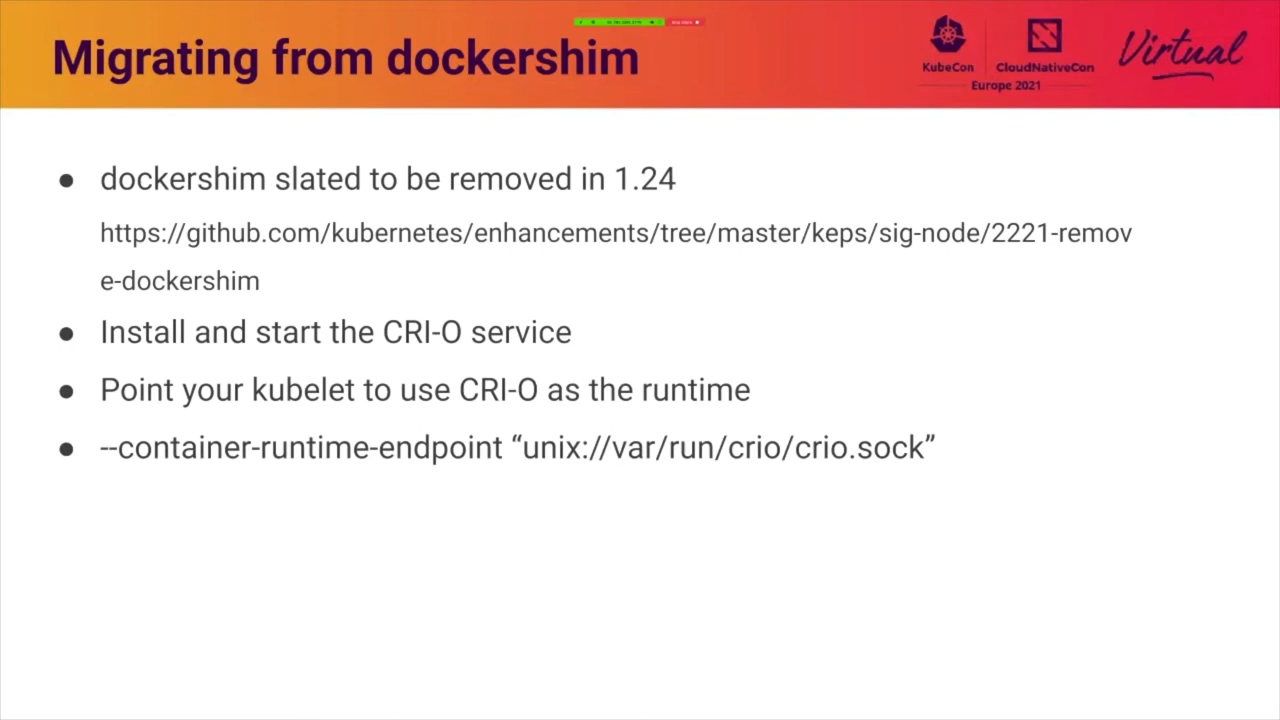 Migrating from dockershim
KubeCon
CloudNativeCon
Europe 2021
Virtual
● dockershim slated to be removed in 1.24
https://github.com/kubernetes/enhancements/tree/master/keps/sig-node/2221-remov
e-dockershim
● Install and start the CRI-O service
● Point your kubelet to use CRI-O as the runtime
● --container-runtime-endpoint “unix://var/run/crio/crio.sock”